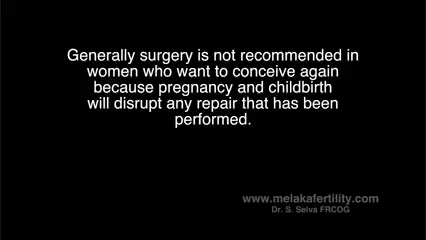 Generally surgery is not recommended in
women who want to conceive again
because pregnancy and childbirth
will disrupt any repair that has been
performed.
www.melakafertility.com
Dr. S. Selva FRCOG